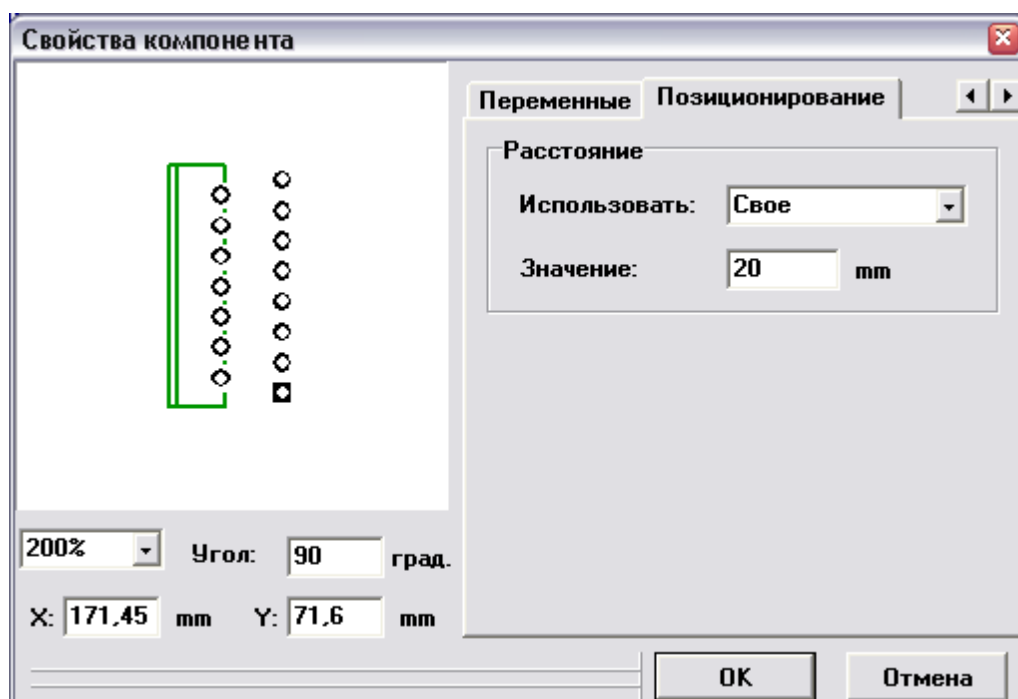 Свойства компонента
Переменные Позиционирование
Расстояние
Использовать: Свое
Значение: 20 mm
200% Угол: 90 град.
X: 171,45 mm Y: 71,6 mm
OK Отмена